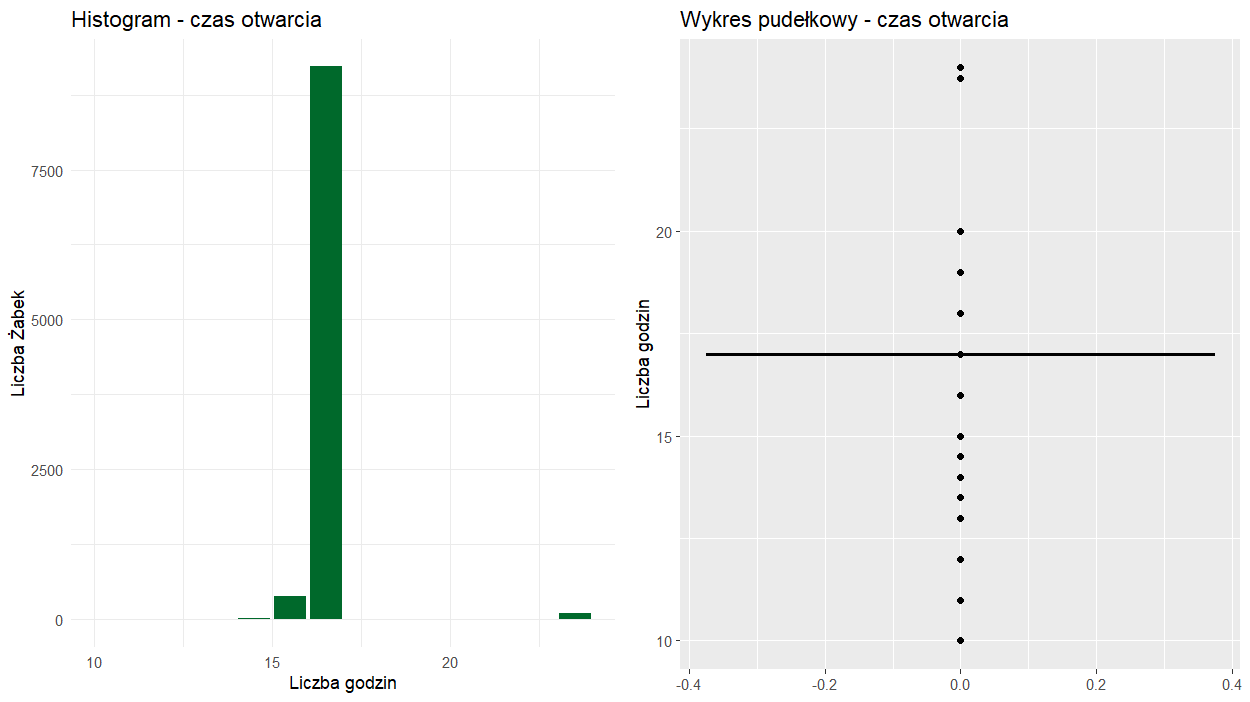 Histogram - czas otwarcia
Liczba Żabek
7500
5000
2500
0
10 15 20
Liczba godzin
Wykres pudełkowy - czas otwarcia
Liczba godzin
20
15
10
-0.4 -0.2 0.0 0.2 0.4